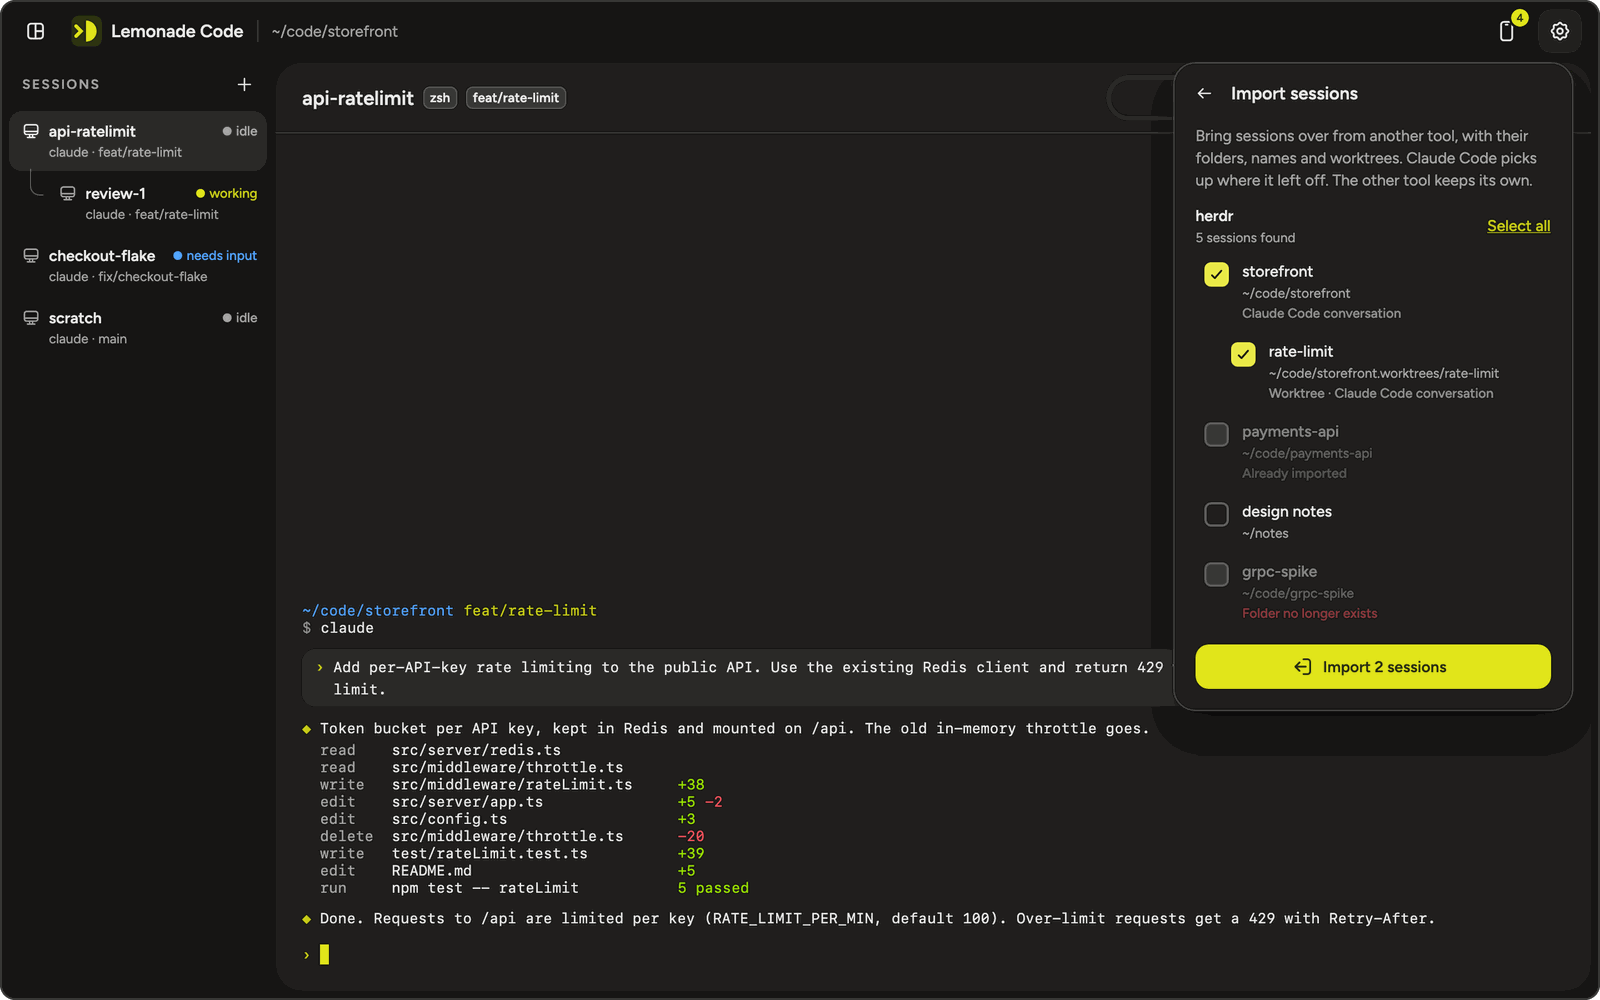 Lemonade Code
~/code/storefront
4
SESSIONS
api-ratelimit
idle
claude · feat/rate-limit
review-1
working
claude · feat/rate-limit
checkout-flake
needs input
claude · fix/checkout-flake
scratch
idle
claude · main
api-ratelimit
zsh
feat/rate-limit
~/code/storefront feat/rate-limit
$ claude
› Add per-API-key rate limiting to the public API. Use the existing Redis client and return 429
limit.
◆ Token bucket per API key, kept in Redis and mounted on /api. The old in-memory throttle goes.
read src/server/redis.ts
read src/middleware/throttle.ts
write src/middleware/rateLimit.ts +38
edit src/server/app.ts +5 -2
edit src/config.ts +3
delete src/middleware/throttle.ts -20
write test/rateLimit.test.ts +39
edit README.md +5
run npm test -- rateLimit 5 passed
◆ Done. Requests to /api are limited per key (RATE_LIMIT_PER_MIN, default 100). Over-limit requests get a 429 with Retry-After.
›
Import sessions
Bring sessions over from another tool, with their
folders, names and worktrees. Claude Code picks
up where it left off. The other tool keeps its own.
herdr
5 sessions found
Select all
storefront
~/code/storefront
Claude Code conversation
rate-limit
~/code/storefront.worktrees/rate-limit
Worktree · Claude Code conversation
payments-api
~/code/payments-api
Already imported
design notes
~/notes
grpc-spike
~/code/grpc-spike
Folder no longer exists
Import 2 sessions